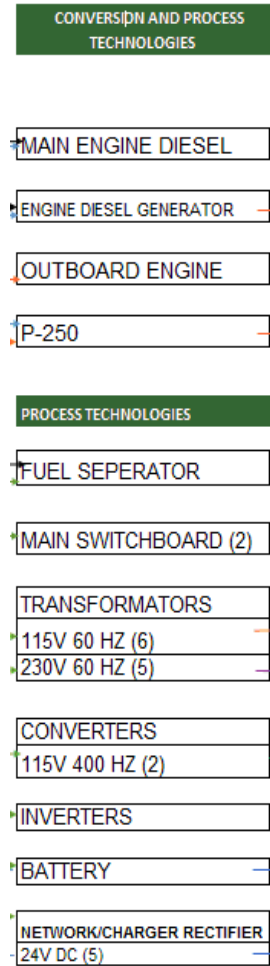 CONVERSION AND PROCESS
TECHNOLOGIES
MAIN ENGINE DIESEL
ENGINE DIESEL GENERATOR
OUTBOARD ENGINE
P-250
PROCESS TECHNOLOGIES
FUEL SEPERATOR
MAIN SWITCHBOARD (2)
TRANSFORMATORS
115V 60 HZ (6)
230V 60 HZ (5)
CONVERTERS
115V 400 HZ (2)
INVERTERS
BATTERY
NETWORK/CHARGER RECTIFIER
24V DC (5)